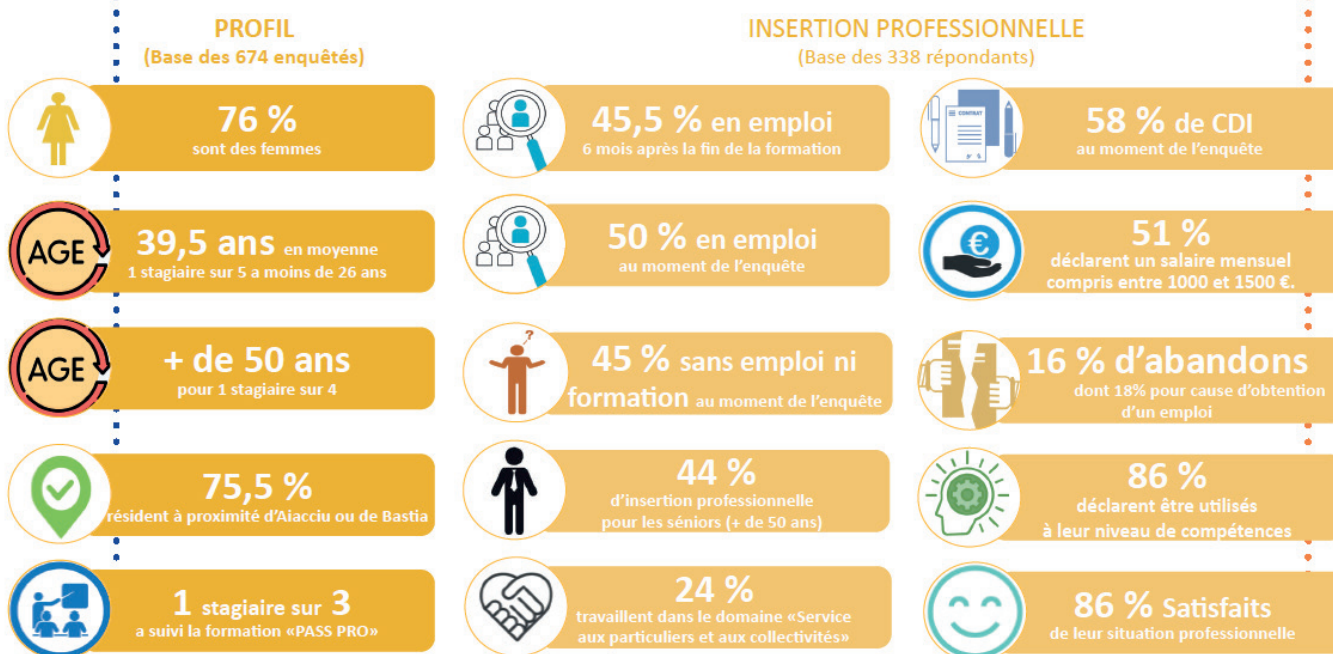 PROFIL
(Base des 674 enquêtés)
76 %
sont des femmes
AGE
39,5 ans en moyenne
1 stagiaire sur 5 a moins de 26 ans
AGE
+ de 50 ans
pour 1 stagiaire sur 4
75,5 %
résident à proximité d'Aiacciu ou de Bastia
1 stagiaire sur 3
a suivi la formation «PASS PRO»
INSERTION PROFESSIONNELLE
(Base des 338 répondants)
45,5 % en emploi
6 mois après la fin de la formation
50 % en emploi
au moment de l'enquête
?
45 % sans emploi ni
formation au moment de l'enquête
44 %
d'insertion professionnelle
pour les séniors (+ de 50 ans)
24 %
travaillent dans le domaine «Service
aux particuliers et aux collectivités»
CONTRAT
58 % de CDI
au moment de l'enquête
€
51 %
déclarent un salaire mensuel
compris entre 1000 et 1500 €.
16 % d'abandons
dont 18% pour cause d'obtention
d'un emploi
86 %
déclarent être utilisés
à leur niveau de compétences
86 % Satisfaits
de leur situation professionnelle